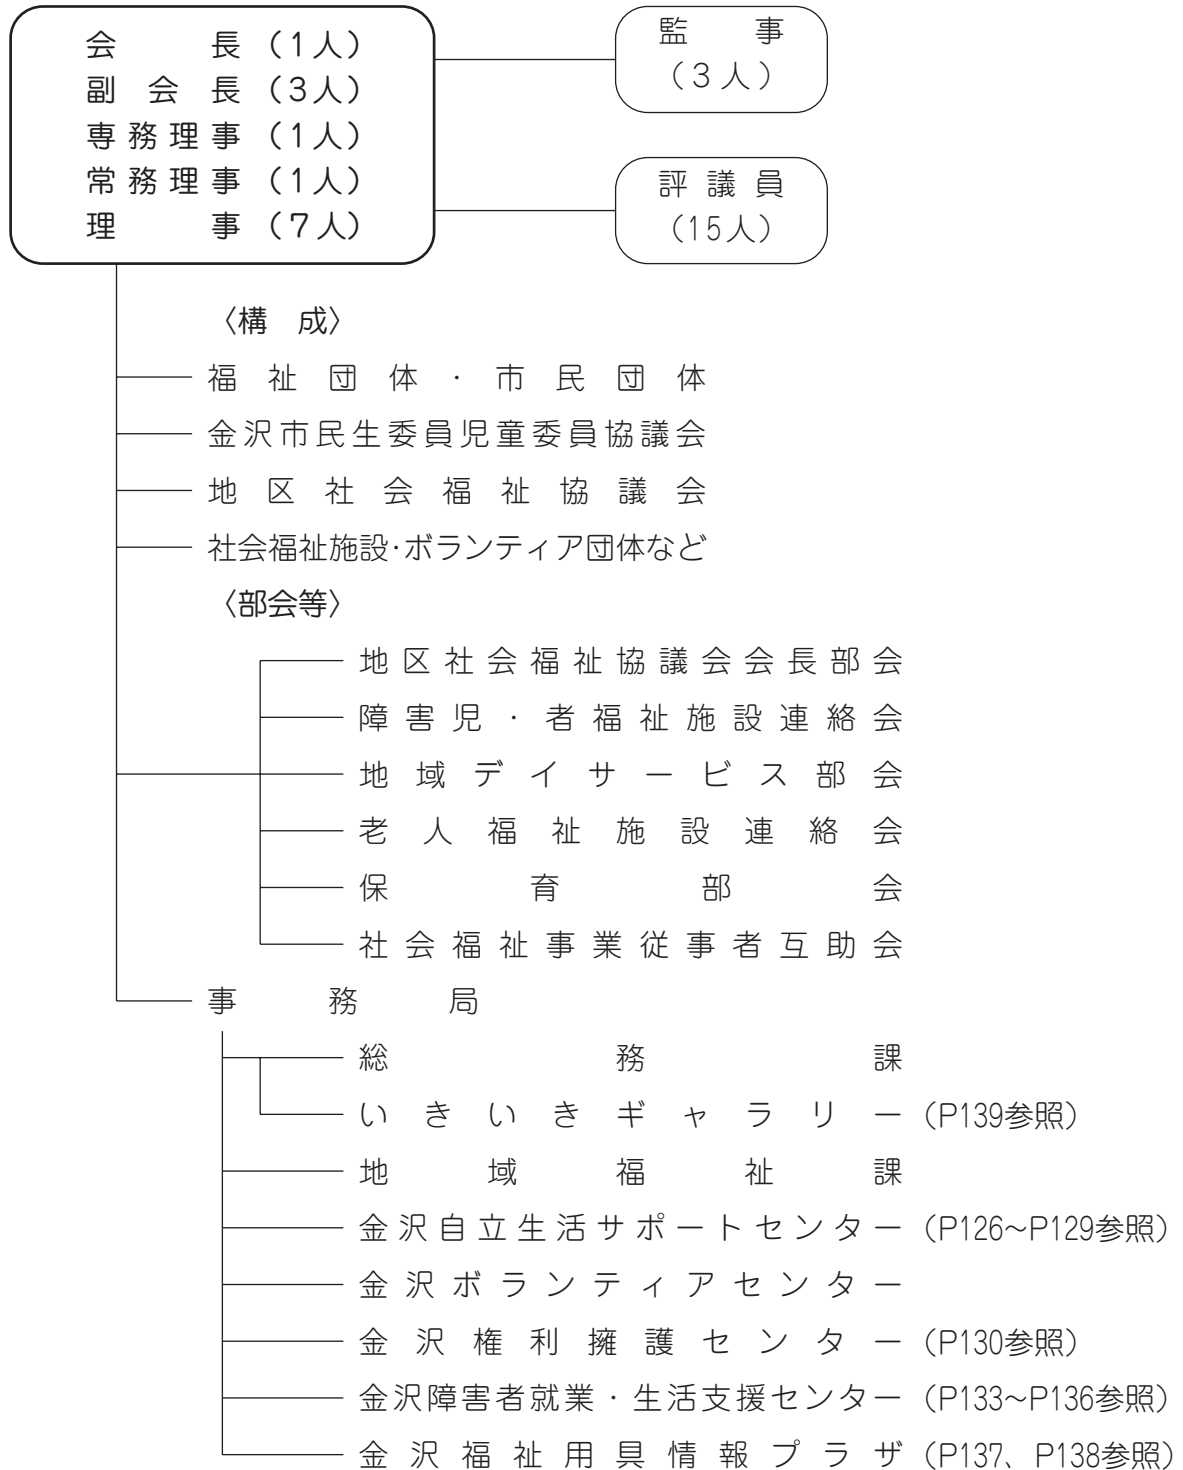 会長（1人）
副会長（3人）
専務理事（1人）
常務理事（1人）
理事（7人）
監事
（3人）
評議員
（15人）
〈構成〉
福祉団体・市民団体
金沢市民生委員児童委員協議会
地区社会福祉協議会
社会福祉施設・ボランティア団体など
〈部会等〉
地区社会福祉協議会会長部会
障害児・者福祉施設連絡会
地域デイサービス部会
老人福祉施設連絡会
保育部会
社会福祉事業従事者互助会
事務局
総務課
いきいきギャラリー（P139参照）
地域福祉課
金沢自立生活サポートセンター（P126～P129参照）
金沢ボランティアセンター
金沢権利擁護センター（P130参照）
金沢障害者就業・生活支援センター（P133～P136参照）
金沢福祉用具情報プラザ（P137、P138参照）